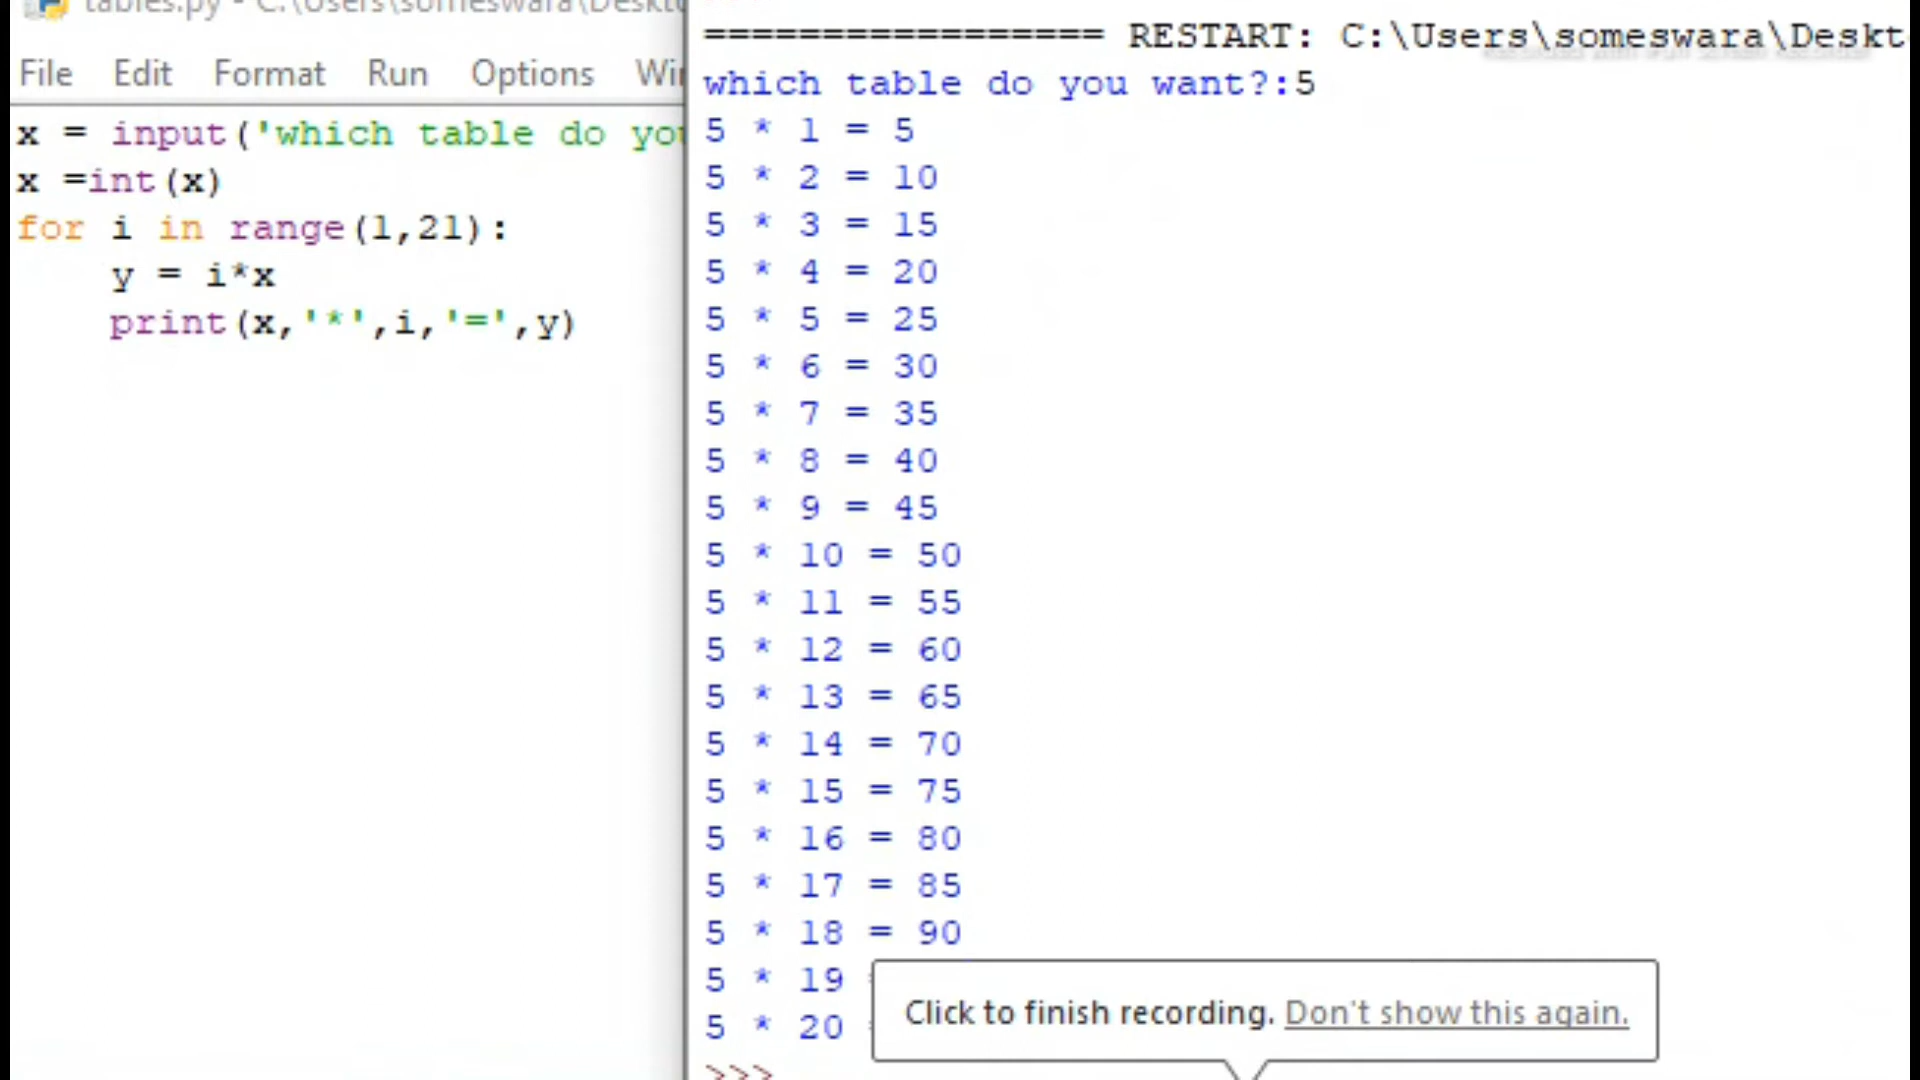 tables.py - C:\Users\someswara\Deskto
File Edit Format Run Options Wi
x = input('which table do you
x =int(x)
for i in range(1,21):
y = i*x
print(x,'*',i,'=',y)
================= RESTART: C:\Users\someswara\Deskt
which table do you want?:5
5 * 1 = 5
5 * 2 = 10
5 * 3 = 15
5 * 4 = 20
5 * 5 = 25
5 * 6 = 30
5 * 7 = 35
5 * 8 = 40
5 * 9 = 45
5 * 10 = 50
5 * 11 = 55
5 * 12 = 60
5 * 13 = 65
5 * 14 = 70
5 * 15 = 75
5 * 16 = 80
5 * 17 = 85
5 * 18 = 90
5 * 19
5 * 20
Click to finish recording. Don't show this again.
>>>